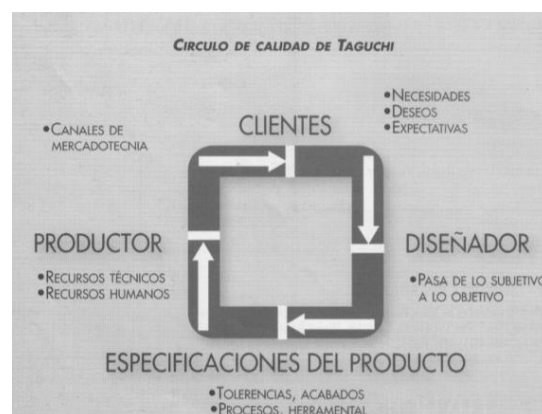 CIRCULO DE CALIDAD DE TAGUCHI
•NECESIDADES
•DESEOS
•EXPECTATIVAS
•CANALES DE
MERCADOTECNIA
CLIENTES
PRODUCTOR
•RECURSOS TÉCNICOS
•RECURSOS HUMANOS
DISEÑADOR
•PASA DE LO SUBJETIVO
A LO OBJETIVO
ESPECIFICACIONES DEL PRODUCTO
•TOLERENCIAS, ACABADOS
•PROCESOS, HERRAMENTAL